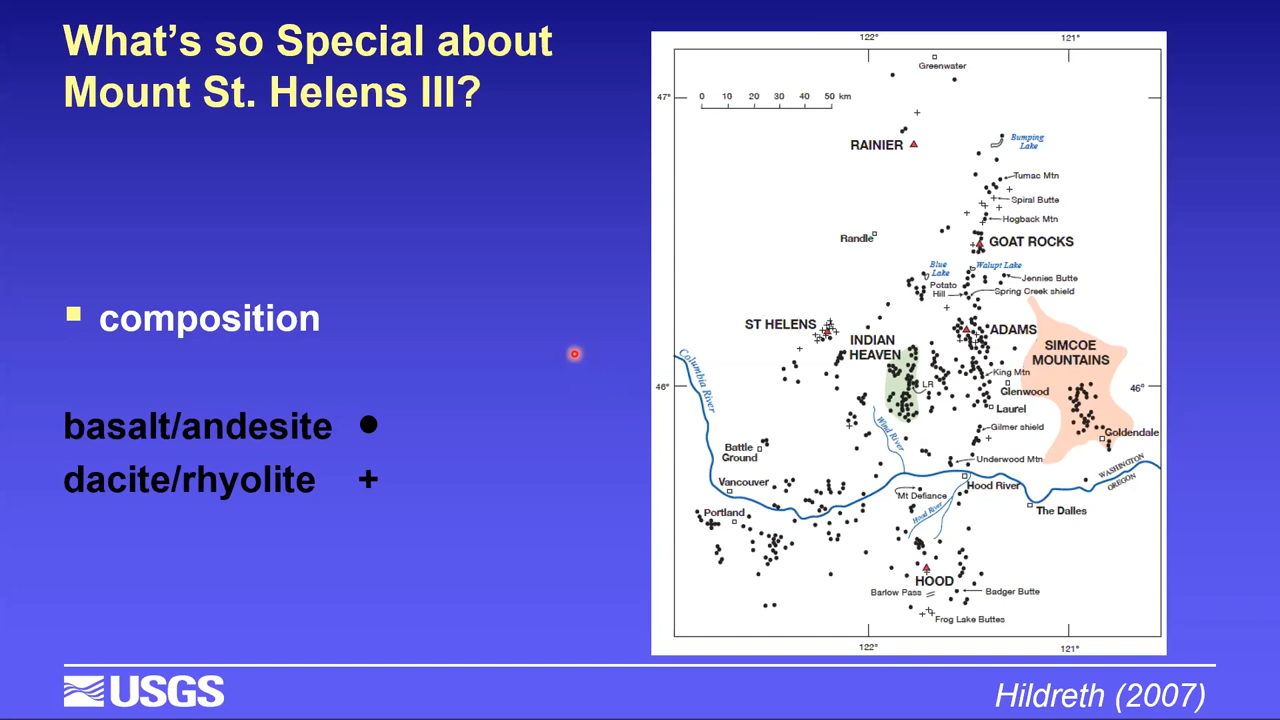 What's so Special about
Mount St. Helens III?
composition
basalt/andesite ●
dacite/rhyolite +
122° 121°
Greenwater
47°
0 10 20 30 40 50 km
RAINIER
Bumping
Lake
Tumac Mtn
Spiral Butte
Hogback Mtn
Randle
GOAT ROCKS
Blue
Lake
Walupt Lake
Jennies Butte
Potato
Hill
Spring Creek shield
ST HELENS
ADAMS
INDIAN
HEAVEN
SIMCOE
MOUNTAINS
Columbia River
King Mtn
LR
46° 46°
Glenwood
Laurel
Wind River
Gilmer shield
Goldendale
Battle
Ground
Underwood Mtn
WASHINGTON
OREGON
Vancouver
Hood River
Mt Defiance
Portland
Hood River
The Dalles
HOOD
Barlow Pass
Badger Butte
Frog Lake Buttes
122° 121°
USGS
Hildreth (2007)